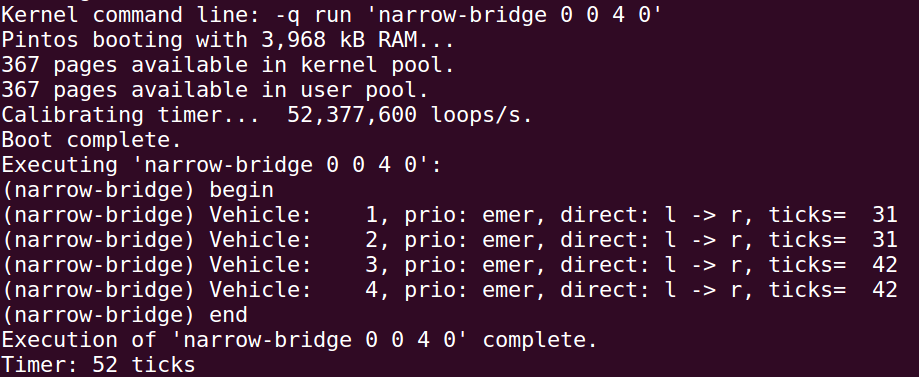 Kernel command line: -q run 'narrow-bridge 0 0 4 0'
Pintos booting with 3,968 kB RAM...
367 pages available in kernel pool.
367 pages available in user pool.
Calibrating timer...  52,377,600 loops/s.
Boot complete.
Executing 'narrow-bridge 0 0 4 0':
(narrow-bridge) begin
(narrow-bridge) Vehicle:    1, prio: emer, direct: l -> r, ticks=  31
(narrow-bridge) Vehicle:    2, prio: emer, direct: l -> r, ticks=  31
(narrow-bridge) Vehicle:    3, prio: emer, direct: l -> r, ticks=  42
(narrow-bridge) Vehicle:    4, prio: emer, direct: l -> r, ticks=  42
(narrow-bridge) end
Execution of 'narrow-bridge 0 0 4 0' complete.
Timer: 52 ticks